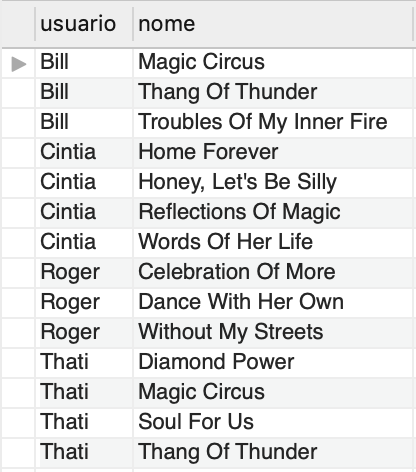 usuario nome
Bill Magic Circus
Bill Thang Of Thunder
Bill Troubles Of My Inner Fire
Cintia Home Forever
Cintia Honey, Let's Be Silly
Cintia Reflections Of Magic
Cintia Words Of Her Life
Roger Celebration Of More
Roger Dance With Her Own
Roger Without My Streets
Thati Diamond Power
Thati Magic Circus
Thati Soul For Us
Thati Thang Of Thunder